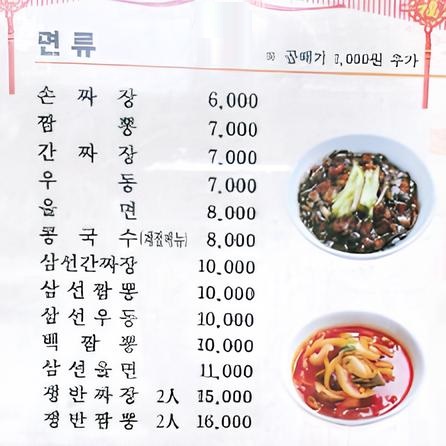 면류
※ 곱빼기 1,000원 추가
손짜장 6,000
짬뽕 7,000
간짜장 7,000
우동 7,000
울면 8,000
콩국수(계절메뉴) 8,000
삼선간짜장 10,000
삼선짬뽕 10,000
삼선우동 10,000
백짬뽕 10,000
삼선울면 11,000
쟁반짜장 2人 15,000
쟁반짬뽕 2人 16,000